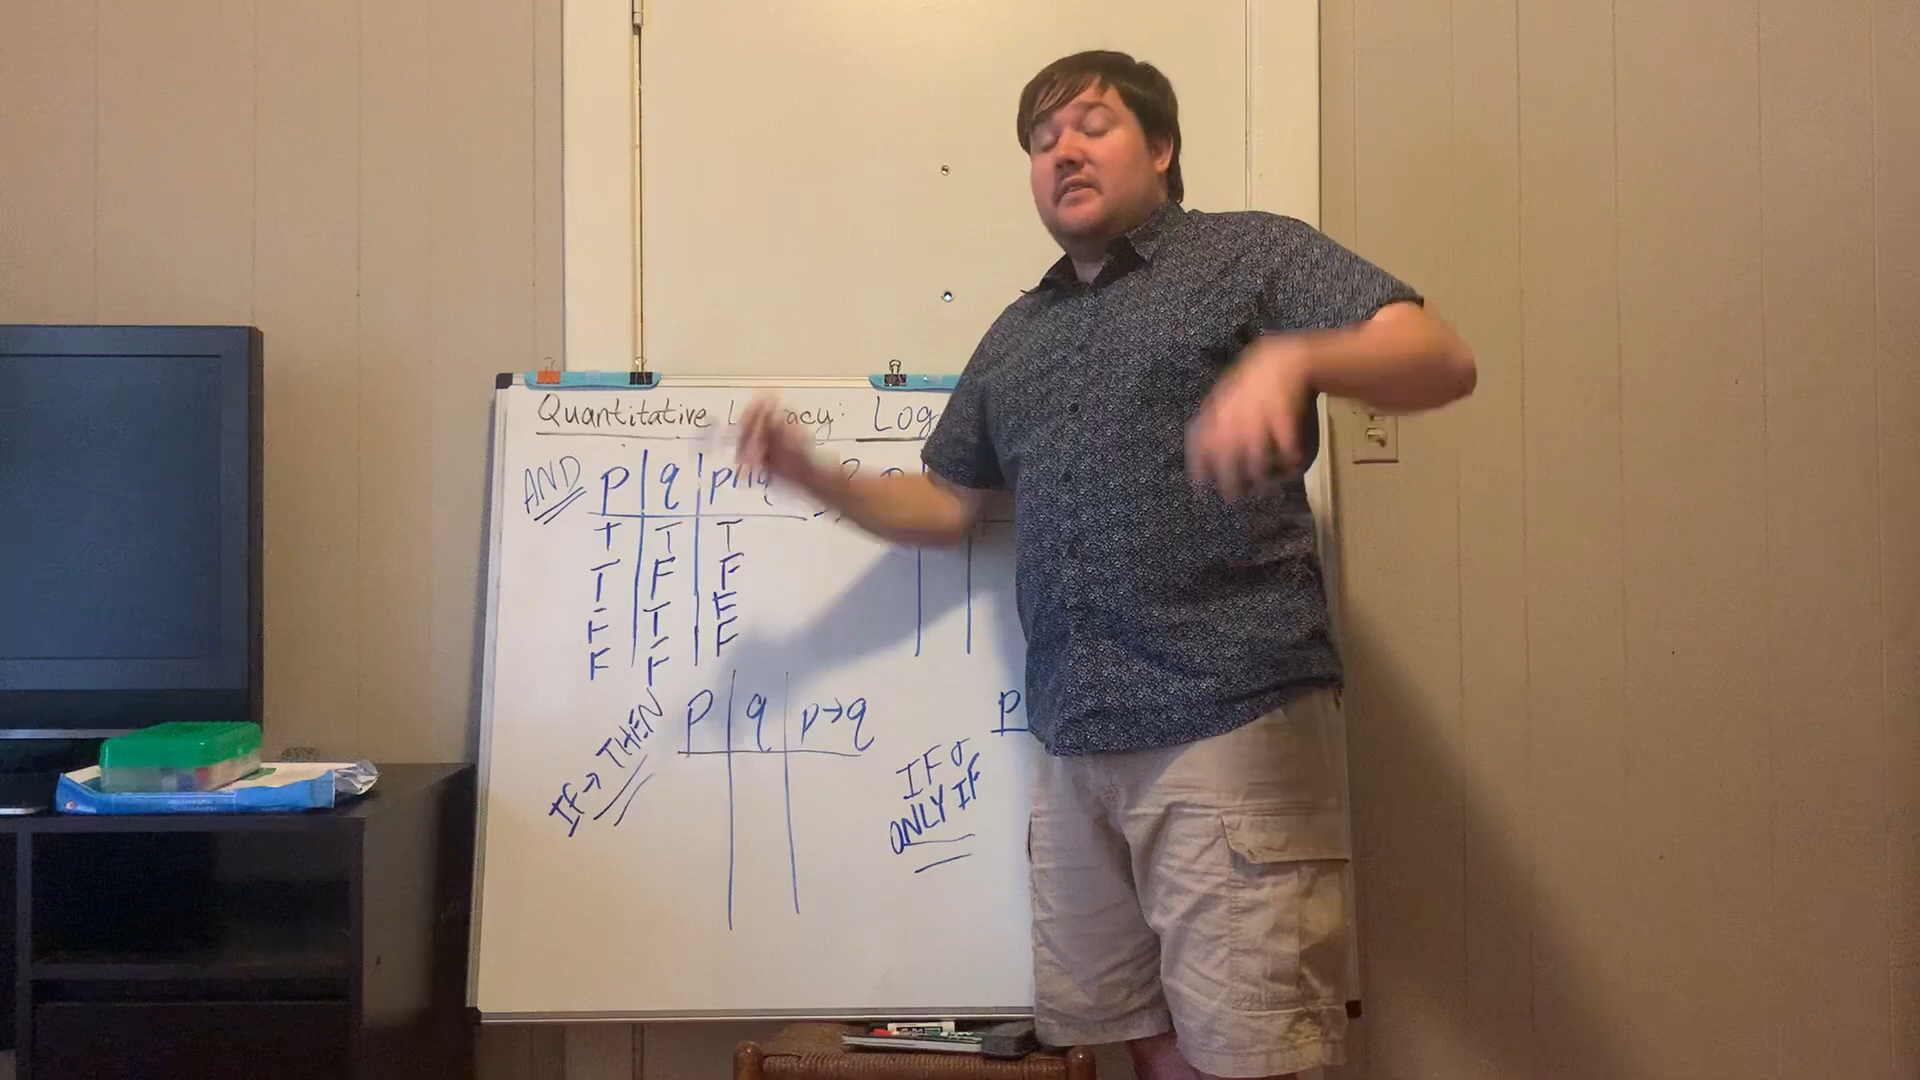 Quantitative Literacy: Log
AND p q p∧q
T T T
T F F
F T F
F F F
IF→THEN p q p→q
p
IF &
ONLY IF